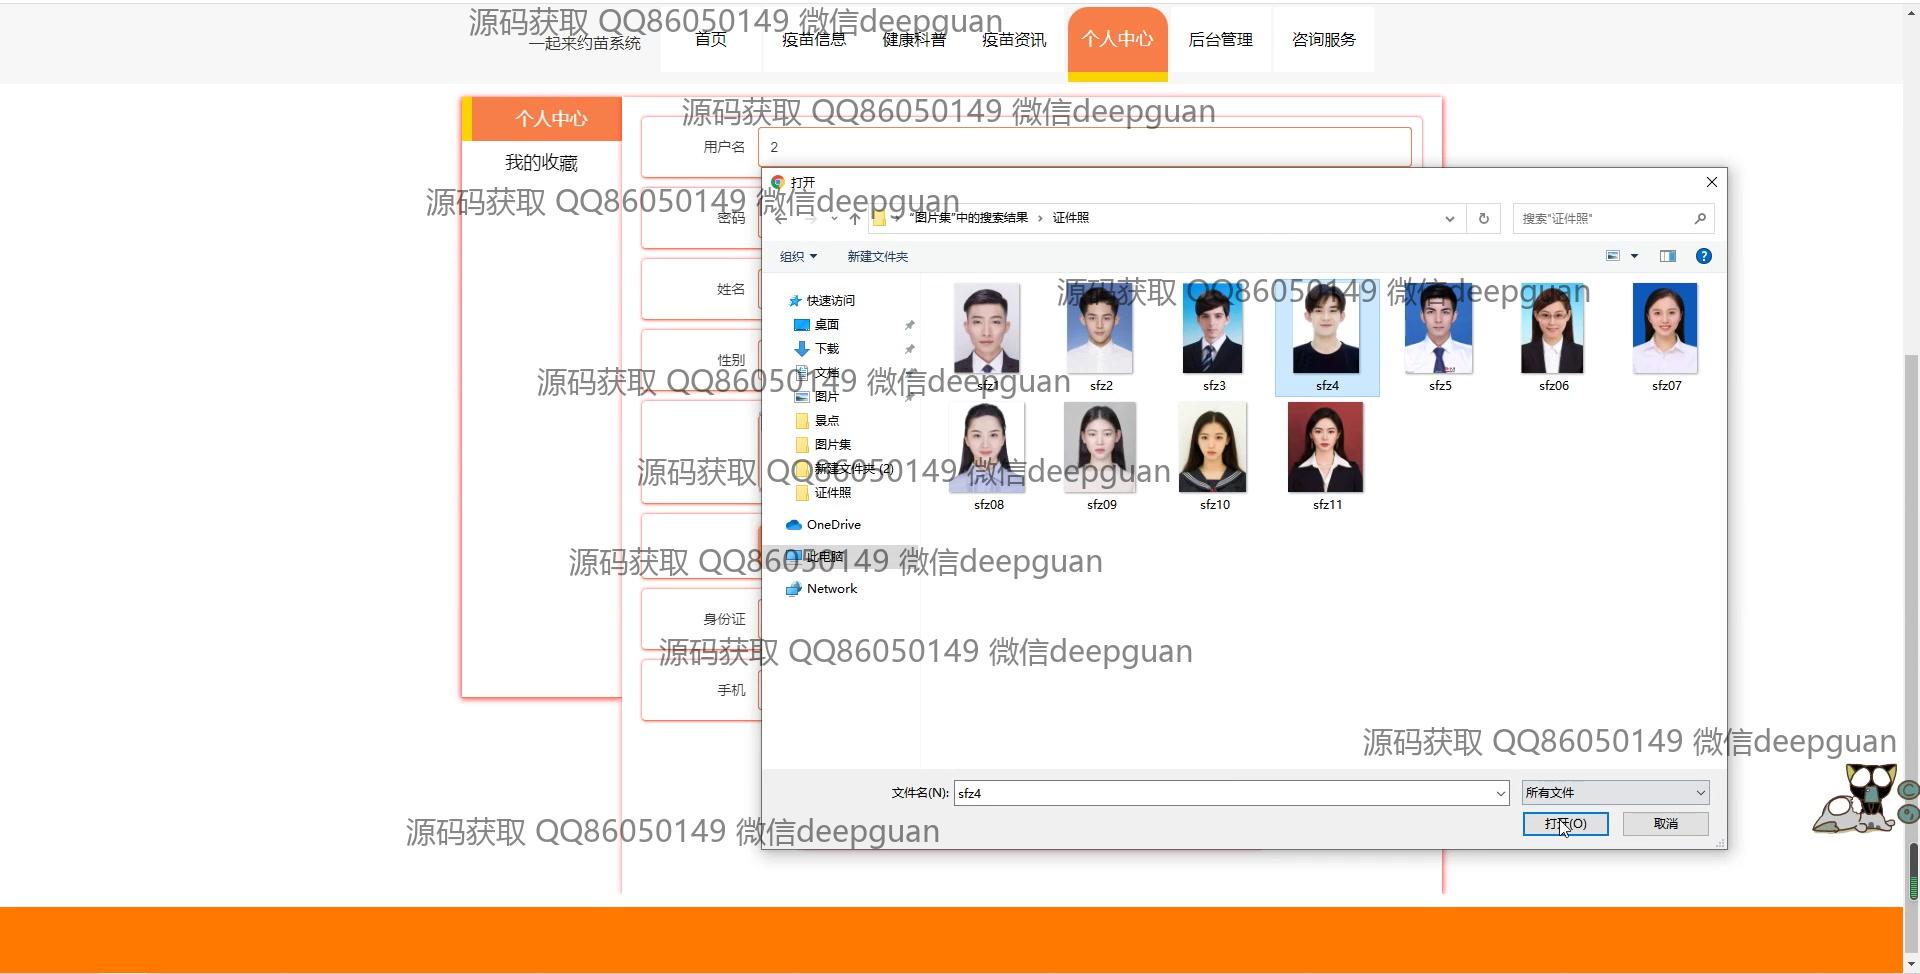 源码获取 QQ86050149 微信deepguan
一起来约苗系统
首页
疫苗信息
健康科普
疫苗资讯
个人中心
后台管理
咨询服务
个人中心
我的收藏
源码获取 QQ86050149 微信deepguan
用户名
2
源码获取 QQ86050149 微信deepguan
密码
姓名
性别
身份证
手机
打开
"图片集"中的搜索结果 › 证件照
搜索"证件照"
组织
新建文件夹
快速访问
桌面
下载
文档
图片
景点
图片集
新建文件夹 (2)
证件照
OneDrive
此电脑
Network
源码获取 QQ86050149 微信deepguan
sfz1
sfz2
sfz3
sfz4
sfz5
sfz06
sfz07
源码获取 QQ86050149 微信deepguan
源码获取 QQ86050149 微信deepguan
sfz08
sfz09
sfz10
sfz11
源码获取 QQ86050149 微信deepguan
源码获取 QQ86050149 微信deepguan
源码获取 QQ86050149 微信deepguan
文件名(N):
sfz4
所有文件
打开(O)
取消
源码获取 QQ86050149 微信deepguan